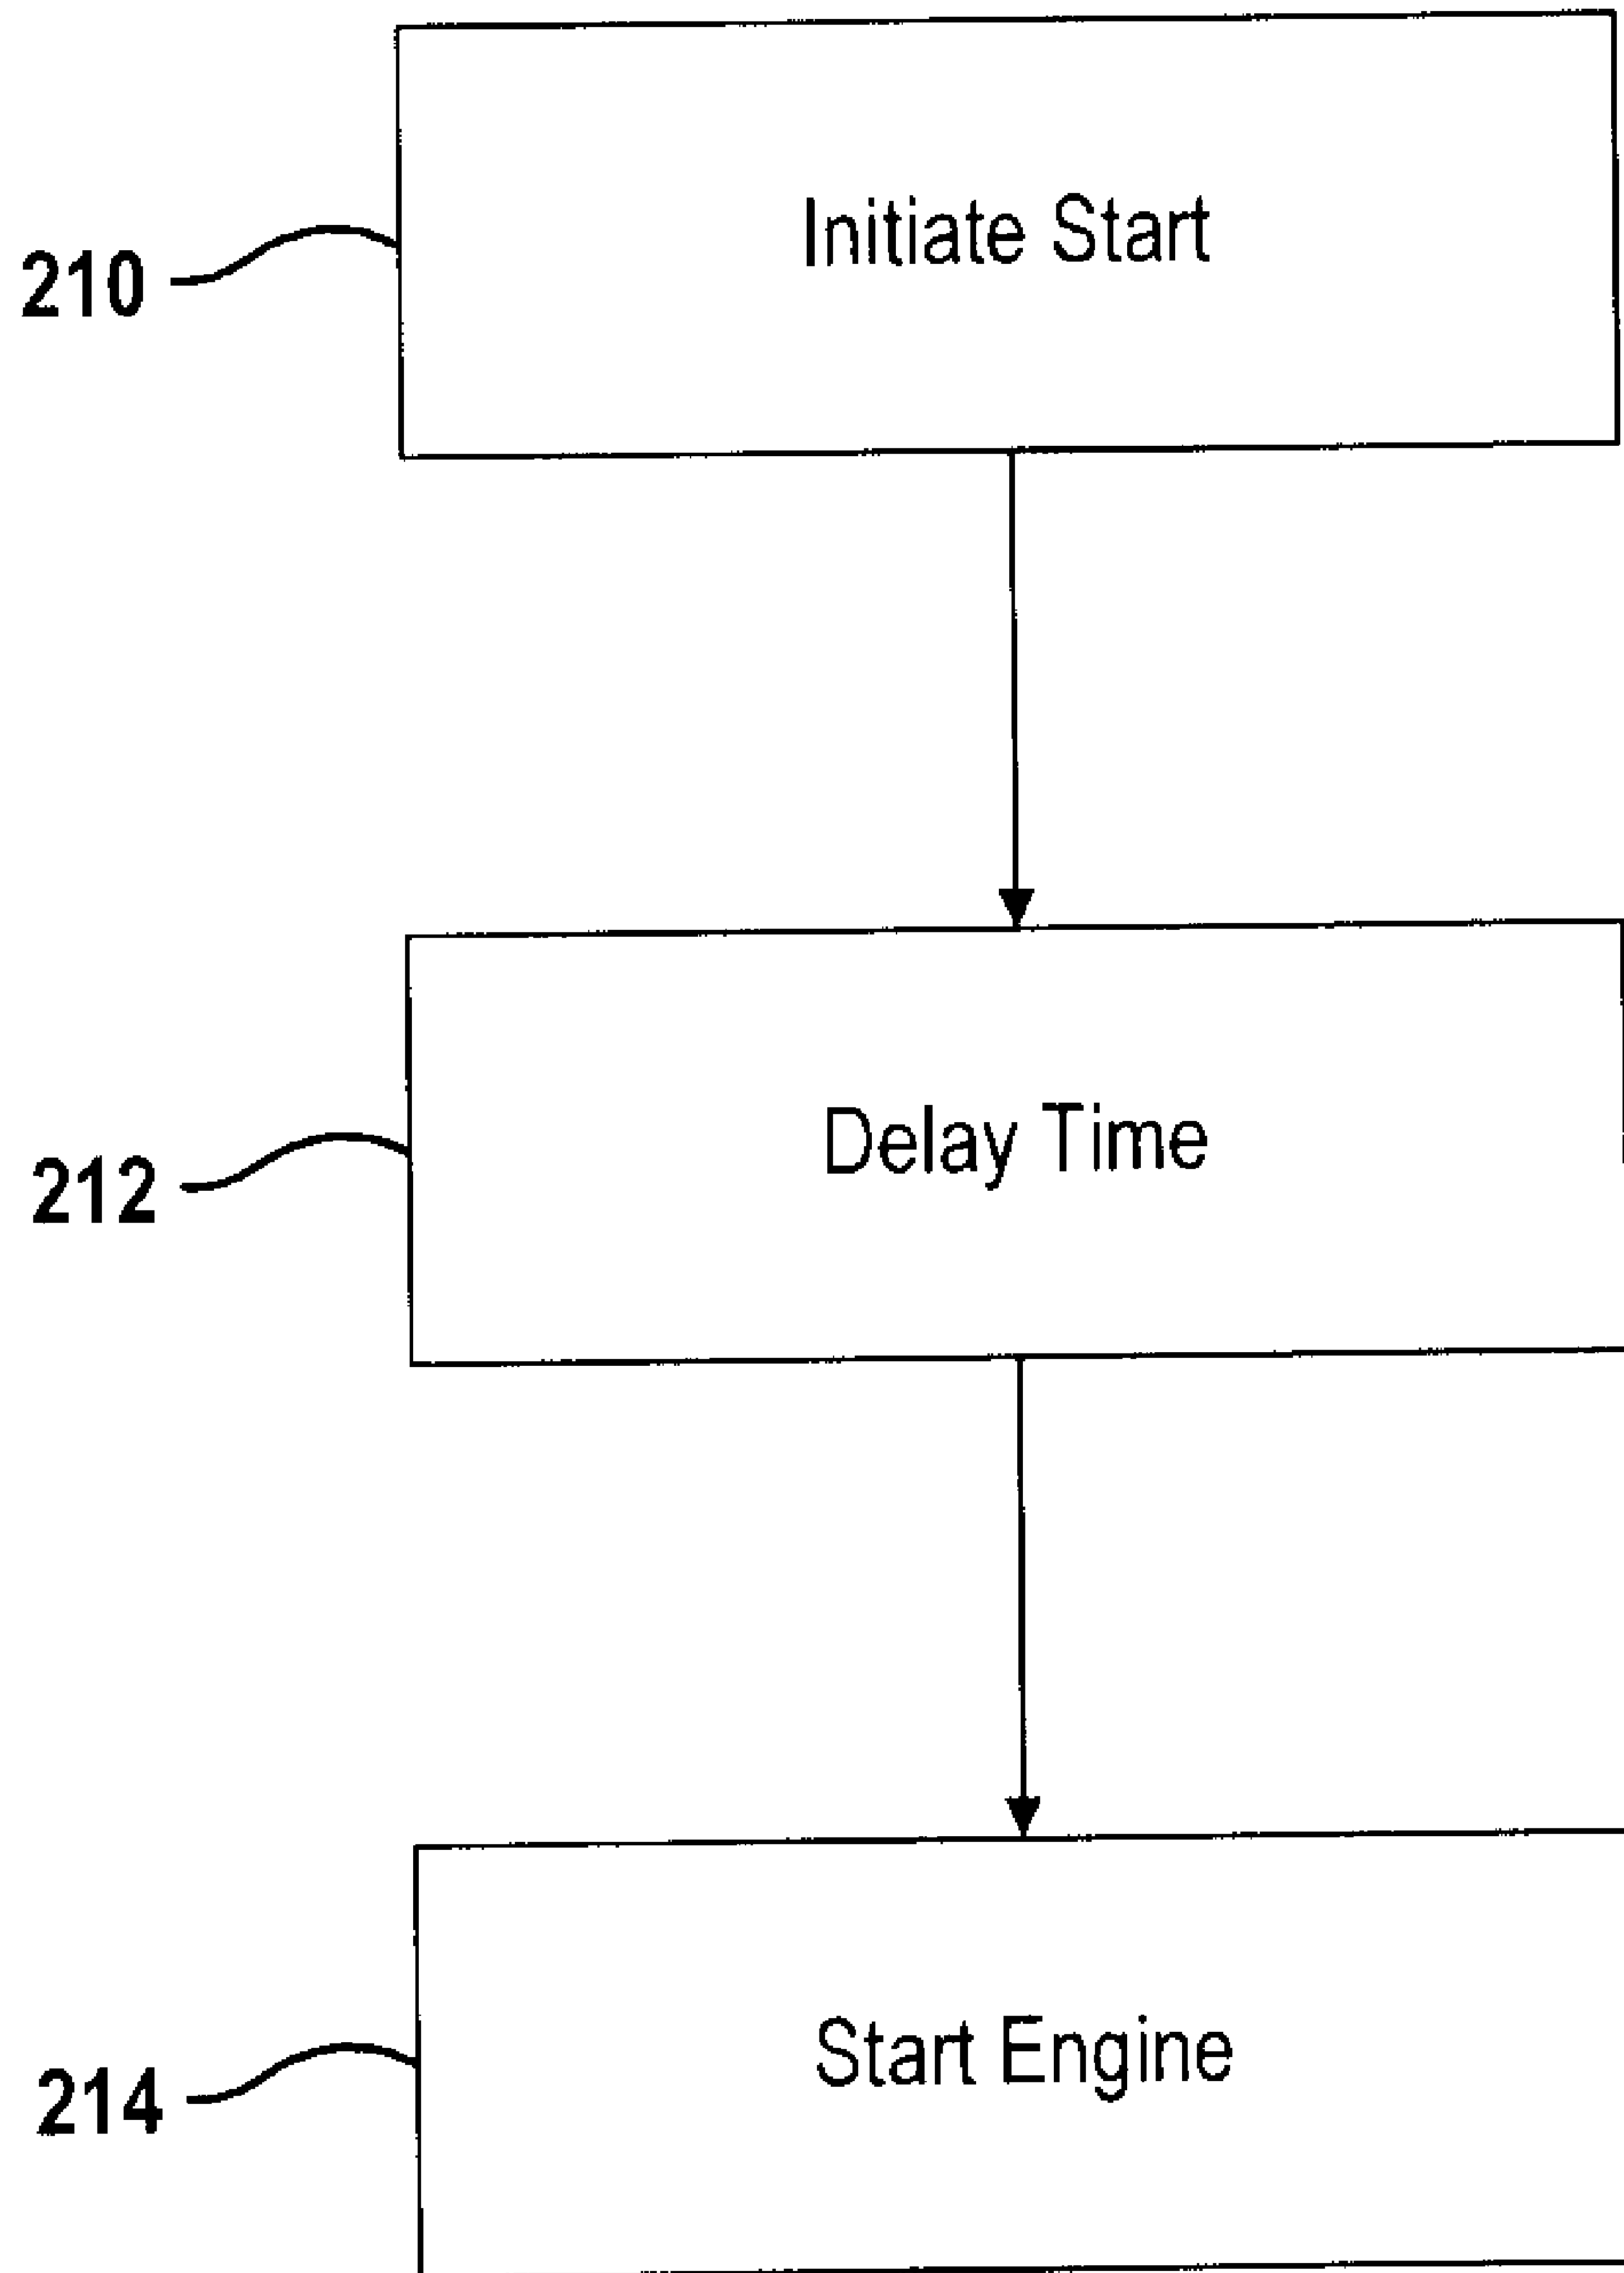 Initiate Start
210
Delay Time
212
Start Engine
214